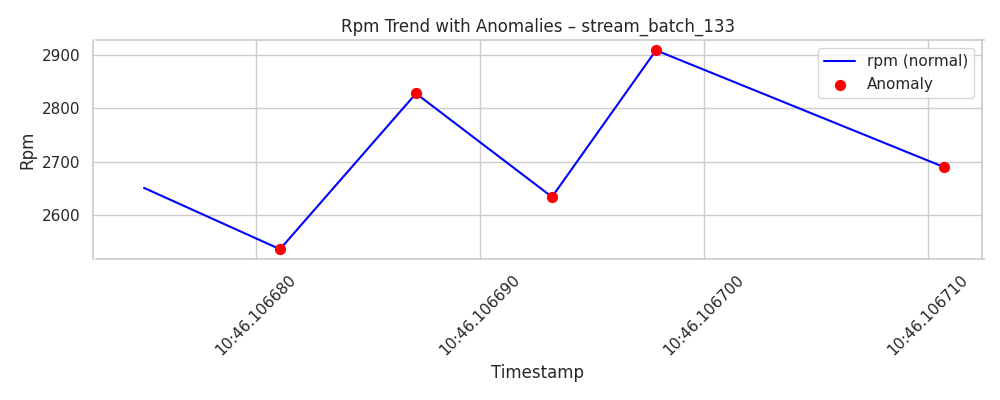 Rpm Trend with Anomalies – stream_batch_133
rpm (normal)
Anomaly
Rpm
2900
2800
2700
2600
10:46.106680
10:46.106690
10:46.106700
10:46.106710
Timestamp